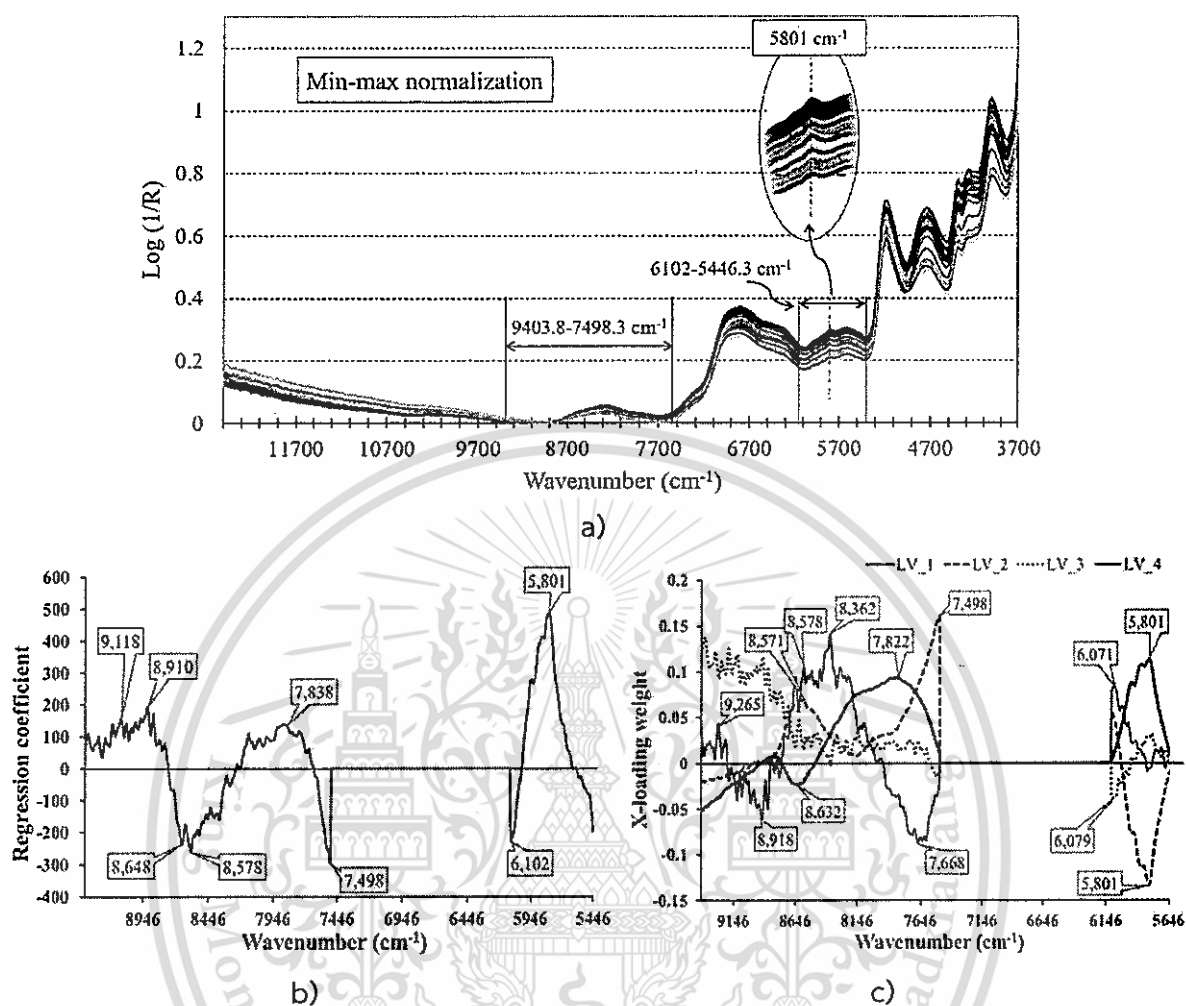 Min-max normalization
5801 cm⁻¹
6102-5446.3 cm⁻¹
9403.8-7498.3 cm⁻¹
Log (1/R)
1.2
1
0.8
0.6
0.4
0.2
0
11700 10700 9700 8700 7700 6700 5700 4700 3700
Wavenumber (cm⁻¹)
a)
Regression coefficient
600
500
400
300
200
100
0
-100
-200
-300
-400
9,118
8,910
8,648
8,578
7,838
7,498
6,102
5,801
8946 8446 7946 7446 6946 6446 5946 5446
Wavenumber (cm⁻¹)
b)
LV_1 LV_2 LV_3 LV_4
X-loading weight
0.2
0.15
0.1
0.05
0
-0.05
-0.1
-0.15
9,265
8,571
8,578
8,362
7,822
7,498
8,918
8,632
7,668
6,071
5,801
6,079
5,801
9146 8646 8146 7646 7146 6646 6146 5646
Wavenumber (cm⁻¹)
c)